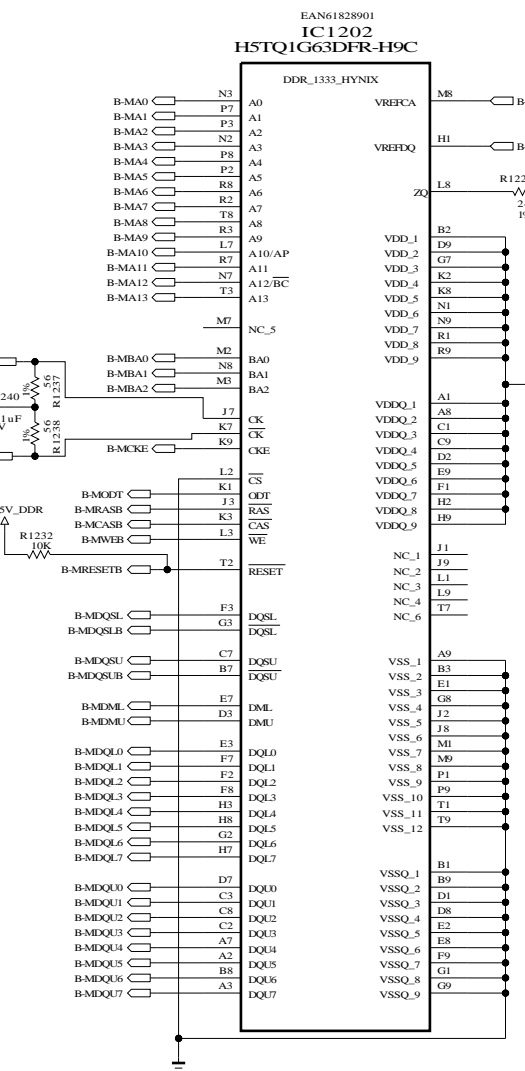 EAN61828901
IC1202
H5TQ1G63DFR-H9C
DDR_1333_HYNIX
B-MA0 N3 A0
B-MA1 P7 A1
B-MA2 P3 A2
B-MA3 N2 A3
B-MA4 P8 A4
B-MA5 P2 A5
B-MA6 R8 A6
B-MA7 R2 A7
B-MA8 T8 A8
B-MA9 R3 A9
B-MA10 L7 A10/AP
B-MA11 R7 A11
B-MA12 N7 A12/BC
B-MA13 T3 A13
M7 NC_5
B-MBA0 M2 BA0
B-MBA1 N8 BA1
B-MBA2 M3 BA2
J7 CK
K7 CK
B-MCKE K9 CKE
L2 CS
B-MODT K1 ODT
B-MRASB J3 RAS
B-MCASB K3 CAS
B-MWEB L3 WE
B-MRESETB T2 RESET
B-MDQSL F3 DQSL
B-MDQSLB G3 DQSL
B-MDQSU C7 DQSU
B-MDQSUB B7 DQSU
B-MDML E7 DML
B-MDMU D3 DMU
B-MDQL0 E3 DQL0
B-MDQL1 F7 DQL1
B-MDQL2 F2 DQL2
B-MDQL3 F8 DQL3
B-MDQL4 H3 DQL4
B-MDQL5 H8 DQL5
B-MDQL6 G2 DQL6
B-MDQL7 H7 DQL7
B-MDQU0 D7 DQU0
B-MDQU1 C3 DQU1
B-MDQU2 C8 DQU2
B-MDQU3 C2 DQU3
B-MDQU4 A7 DQU4
B-MDQU5 A2 DQU5
B-MDQU6 B8 DQU6
B-MDQU7 A3 DQU7
1%
56
R1237
240
1uF
V
1%
56
R1238
5V_DDR
R1232
10K
VREFCA M8 B-
VREFDQ H1 B-
ZQ L8
R122
2
1%
VDD_1 B2
VDD_2 D9
VDD_3 G7
VDD_4 K2
VDD_5 K8
VDD_6 N1
VDD_7 N9
VDD_8 R1
VDD_9 R9
VDDQ_1 A1
VDDQ_2 A8
VDDQ_3 C1
VDDQ_4 C9
VDDQ_5 D2
VDDQ_6 E9
VDDQ_7 F1
VDDQ_8 H2
VDDQ_9 H9
NC_1 J1
NC_2 J9
NC_3 L1
NC_4 L9
NC_6 T7
VSS_1 A9
VSS_2 B3
VSS_3 E1
VSS_4 G8
VSS_5 J2
VSS_6 J8
VSS_7 M1
VSS_8 M9
VSS_9 P1
VSS_10 P9
VSS_11 T1
VSS_12 T9
VSSQ_1 B1
VSSQ_2 B9
VSSQ_3 D1
VSSQ_4 D8
VSSQ_5 E2
VSSQ_6 E8
VSSQ_7 F9
VSSQ_8 G1
VSSQ_9 G9